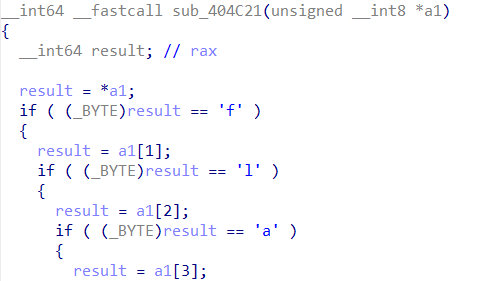 __int64 __fastcall sub_404C21(unsigned __int8 *a1)
{
  __int64 result; // rax

  result = *a1;
  if ( (_BYTE)result == 'f' )
  {
    result = a1[1];
    if ( (_BYTE)result == 'l' )
    {
      result = a1[2];
      if ( (_BYTE)result == 'a' )
      {
        result = a1[3];